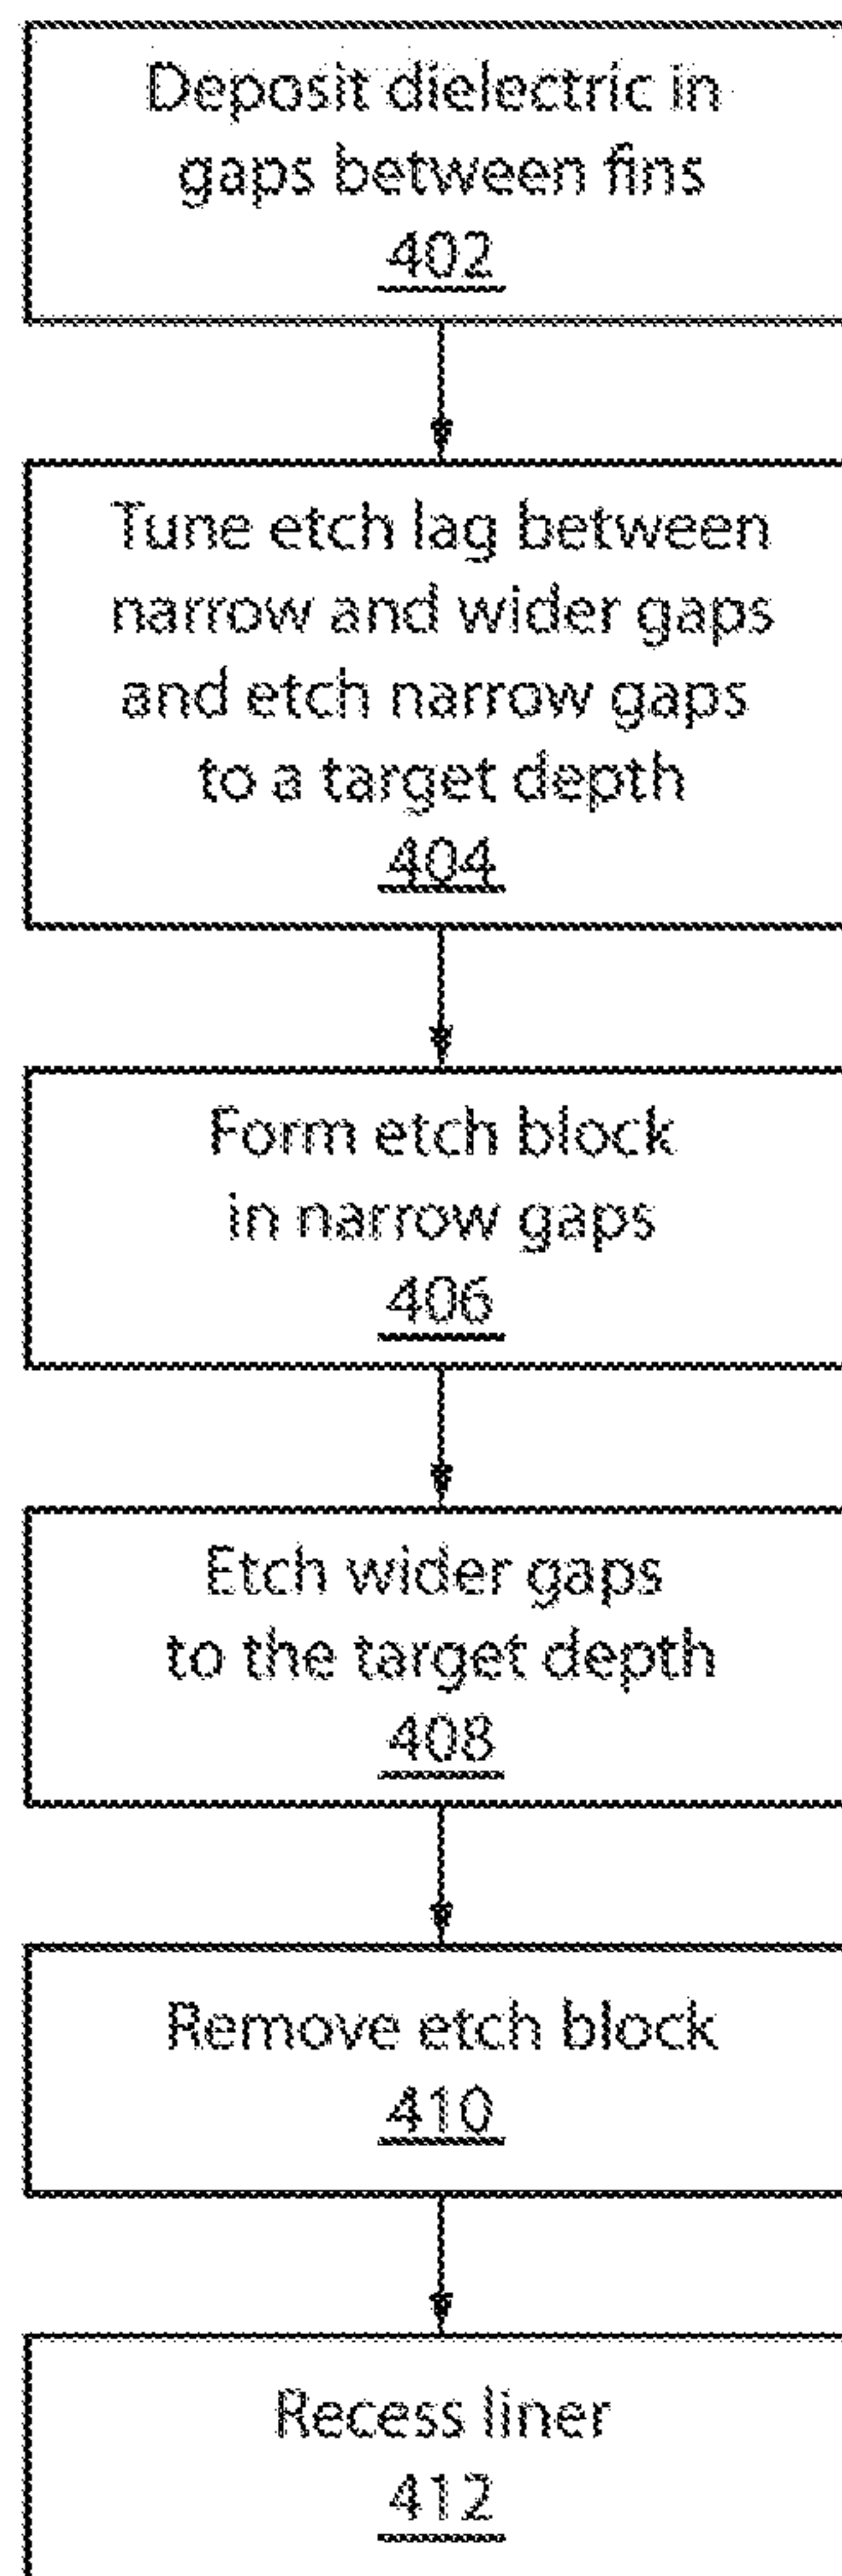 Deposit dielectric in
gaps between fins
402
Tune etch lag between
narrow and wider gaps
and etch narrow gaps
to a target depth
404
Form etch block
in narrow gaps
406
Etch wider gaps
to the target depth
408
Remove etch block
410
Recess liner
412